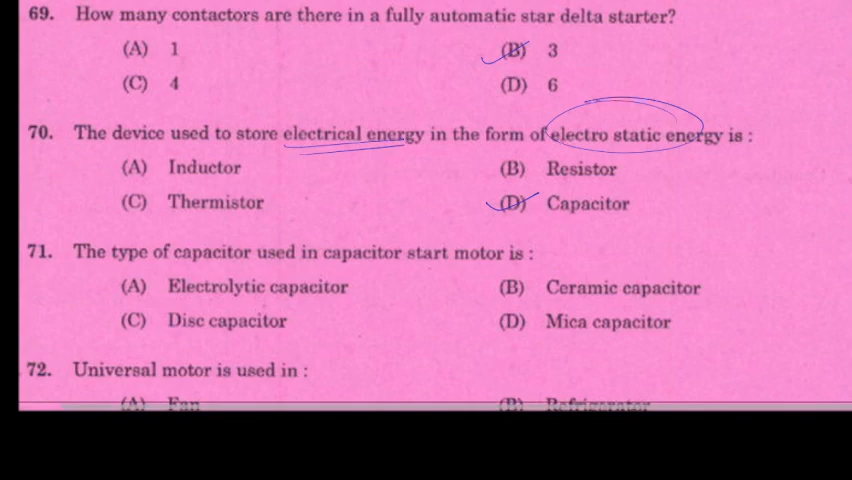 69. How many contactors are there in a fully automatic star delta starter?
(A) 1 (B) 3
(C) 4 (D) 6
70. The device used to store electrical energy in the form of electro static energy is :
(A) Inductor (B) Resistor
(C) Thermistor (D) Capacitor
71. The type of capacitor used in capacitor start motor is :
(A) Electrolytic capacitor (B) Ceramic capacitor
(C) Disc capacitor (D) Mica capacitor
72. Universal motor is used in :
(A) Fan (B) Refrigerator